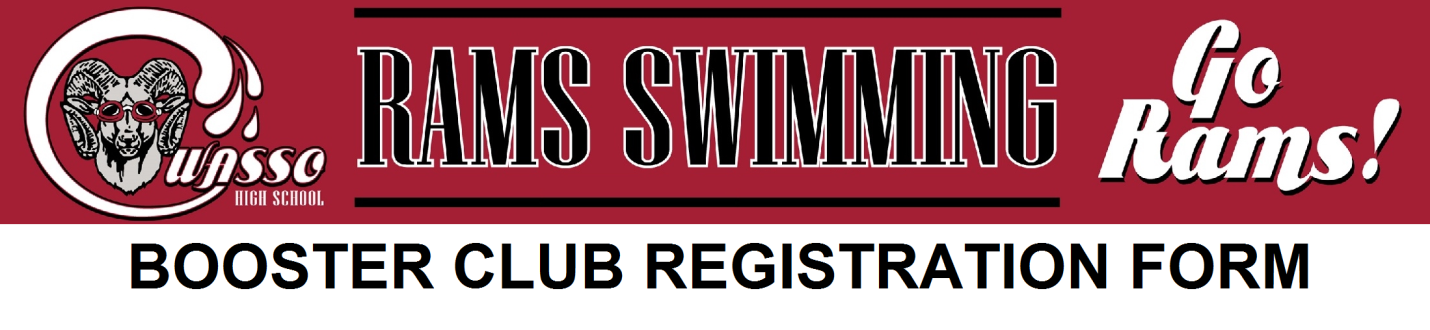 OWASSO
HIGH SCHOOL
RAMS SWIMMING
Go
Rams!
BOOSTER CLUB REGISTRATION FORM